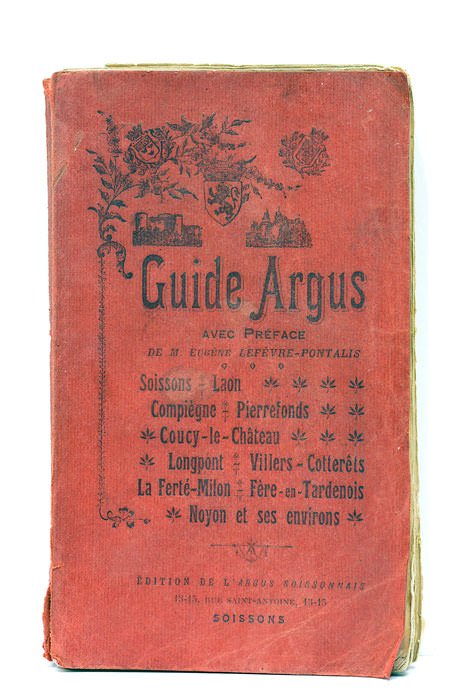 Guide Argus
AVEC PRÉFACE
DE M. EUGÈNE LEFÈVRE-PONTALIS
Soissons - Laon
Compiègne - Pierrefonds
Coucy-le-Château
Longpont - Villers-Cotterêts
La Ferté-Milon - Fère-en-Tardenois
Noyon et ses environs
ÉDITION DE L'ARGUS SOISSONNAIS
13-15, RUE SAINT-ANTOINE, 13-15
SOISSONS